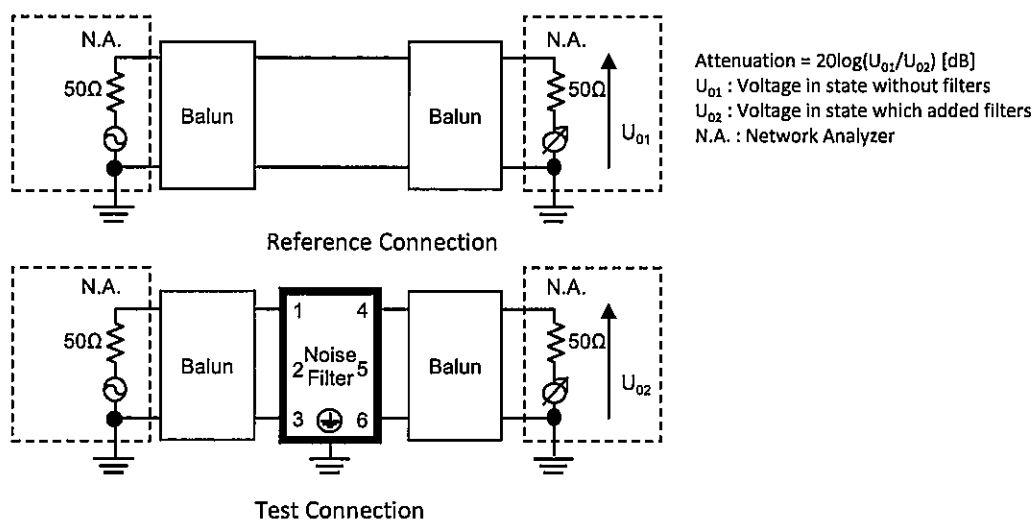 N.A.
N.A.
50Ω
Balun
Balun
50Ω
U01
Attenuation = 20log(U01/U02) [dB]
U01 : Voltage in state without filters
U02 : Voltage in state which added filters
N.A. : Network Analyzer
Reference Connection
N.A.
N.A.
50Ω
Balun
1
4
2
Noise
5
Filter
3
6
Balun
50Ω
U02
Test Connection